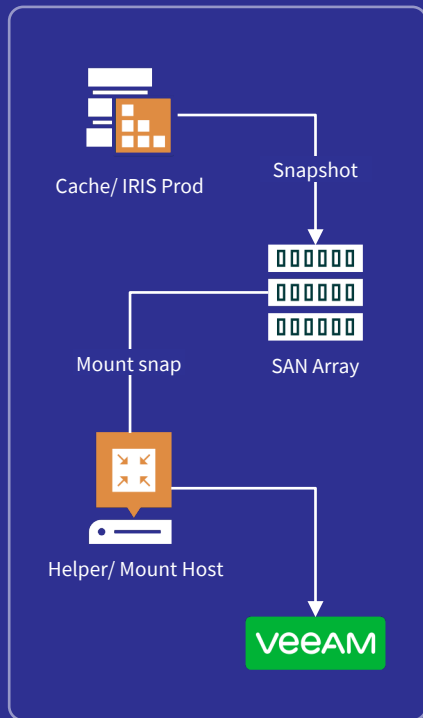 Cache/ IRIS Prod
Snapshot
SAN Array
Mount snap
Helper/ Mount Host
veeAM